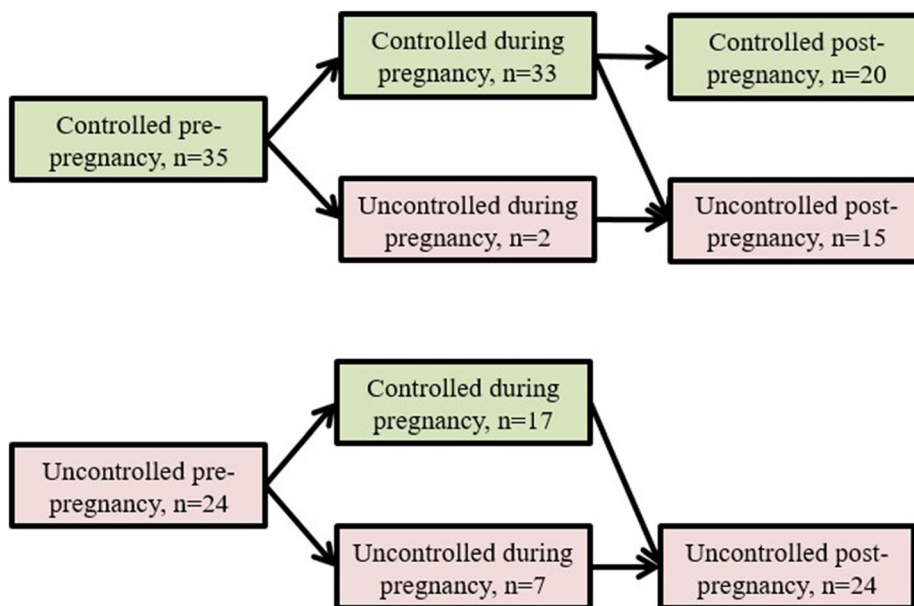 Controlled during
pregnancy, n=33
Controlled post-
pregnancy, n=20
Controlled pre-
pregnancy, n=35
Uncontrolled during
pregnancy, n=2
Uncontrolled post-
pregnancy, n=15
Controlled during
pregnancy, n=17
Uncontrolled pre-
pregnancy, n=24
Uncontrolled during
pregnancy, n=7
Uncontrolled post-
pregnancy, n=24